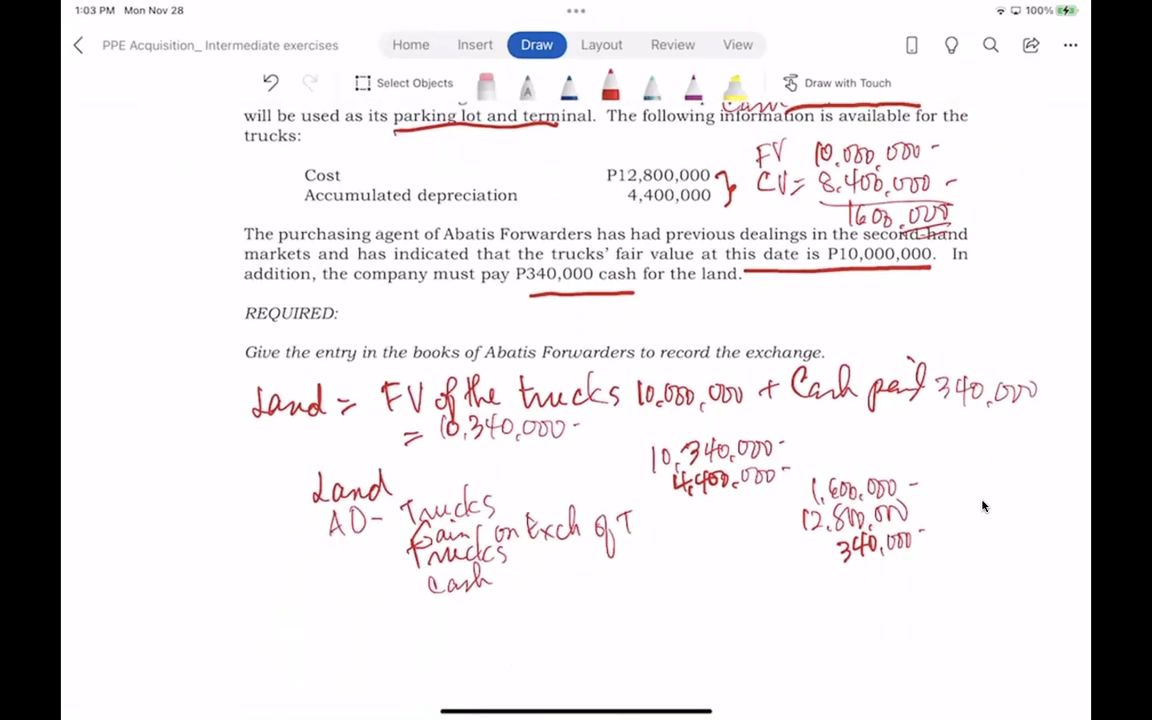 1:03 PM Mon Nov 28
100%
PPE Acquisition_ Intermediate exercises
Home Insert Draw Layout Review View
Select Objects
A
Draw with Touch
will be used as its parking lot and terminal. The following information is available for the
trucks:
FV 10,000,000 -
Cost P12,800,000
CV = 8,400,000 -
Accumulated depreciation 4,400,000
1600,000
The purchasing agent of Abatis Forwarders has had previous dealings in the second-hand
markets and has indicated that the trucks' fair value at this date is P10,000,000. In
addition, the company must pay P340,000 cash for the land.
REQUIRED:
Give the entry in the books of Abatis Forwarders to record the exchange.
Land = FV of the trucks 10,000,000 + Cash paid 340,000
= 10,340,000 -
Land 10,340,000 -
AD - Trucks 4,400,000 -
Gain on Exch of T 1,600,000 -
Trucks 12,800,000
Cash 340,000 -